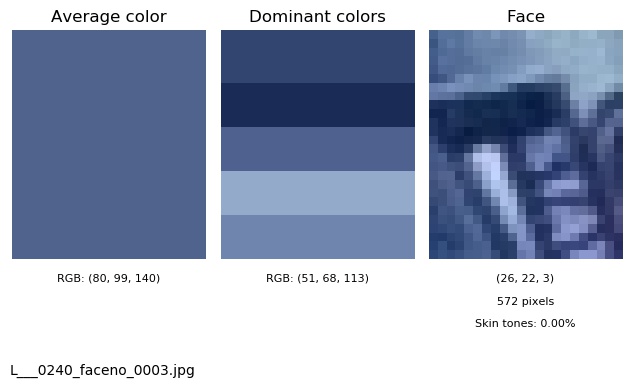 Average color
Dominant colors
Face
RGB: (80, 99, 140)
RGB: (51, 68, 113)
(26, 22, 3)
572 pixels
Skin tones: 0.00%
L___0240_faceno_0003.jpg